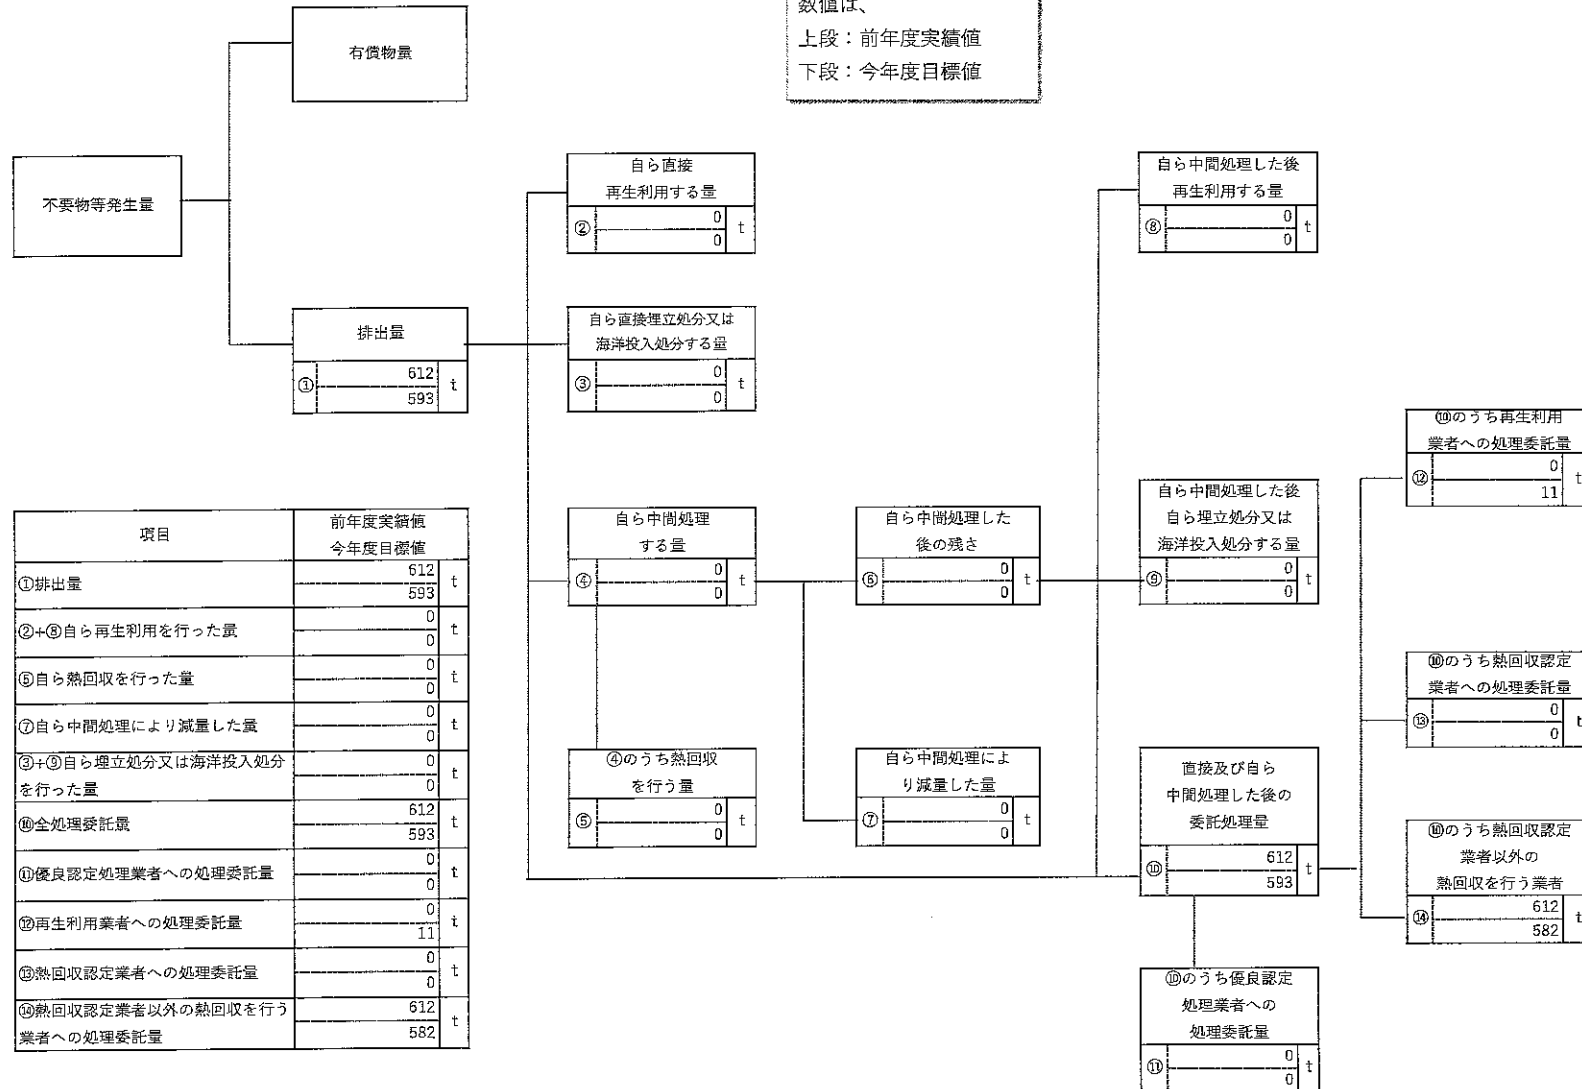 数値は、
上段：前年度実績値
下段：今年度目標値
有償物量
不要物等発生量
排出量
①
612
593
t
自ら直接
再生利用する量
②
0
0
t
自ら直接埋立処分又は
海洋投入処分する量
③
0
0
t
自ら中間処理
する量
④
0
0
t
④のうち熱回収
を行う量
⑤
0
0
t
自ら中間処理した
後の残さ
⑥
0
0
t
自ら中間処理によ
り減量した量
⑦
0
0
t
自ら中間処理した後
再生利用する量
⑧
0
0
t
自ら中間処理した後
自ら埋立処分又は
海洋投入処分する量
⑨
0
0
t
直接及び自ら
中間処理した後の
委託処理量
⑩
612
593
t
⑩のうち優良認定
処理業者への
処理委託量
⑪
0
0
t
⑩のうち再生利用
業者への処理委託量
⑫
0
11
t
⑩のうち熱回収認定
業者への処理委託量
⑬
0
0
t
⑩のうち熱回収認定
業者以外の
熱回収を行う業者
⑭
612
582
t
項目
前年度実績値
今年度目標値
①排出量
612
593
t
②+⑧自ら再生利用を行った量
0
0
t
⑤自ら熱回収を行った量
0
0
t
⑦自ら中間処理により減量した量
0
0
t
③+⑨自ら埋立処分又は海洋投入処分
を行った量
0
0
t
⑩全処理委託量
612
593
t
⑪優良認定処理業者への処理委託量
0
0
t
⑫再生利用業者への処理委託量
0
11
t
⑬熱回収認定業者への処理委託量
0
0
t
⑭熱回収認定業者以外の熱回収を行う
業者への処理委託量
612
582
t